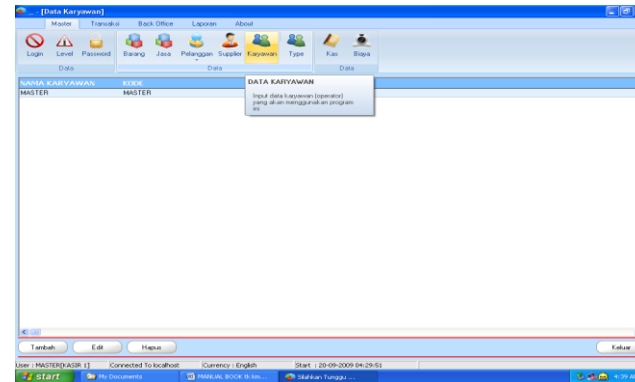 _ - [Data Karyawan]
Master Transaksi Back Office Laporan About
Login Level Password Barang Jasa Pelanggan Supplier Karyawan Type Kas Biaya
Data Data Data
NAMA KARYAWAN KODE
MASTER MASTER
DATA KARYAWAN
Input data karyawan (operator)
yang akan menggunakan program
ini
Tambah Edit Hapus Keluar
User : MASTER[KASIR 1] Connected To localhost Currency : English Start : 20-09-2009 04:29:51
start My Documents MANUAL BOOK tk km... Silahkan Tunggu ... 4:39 AM